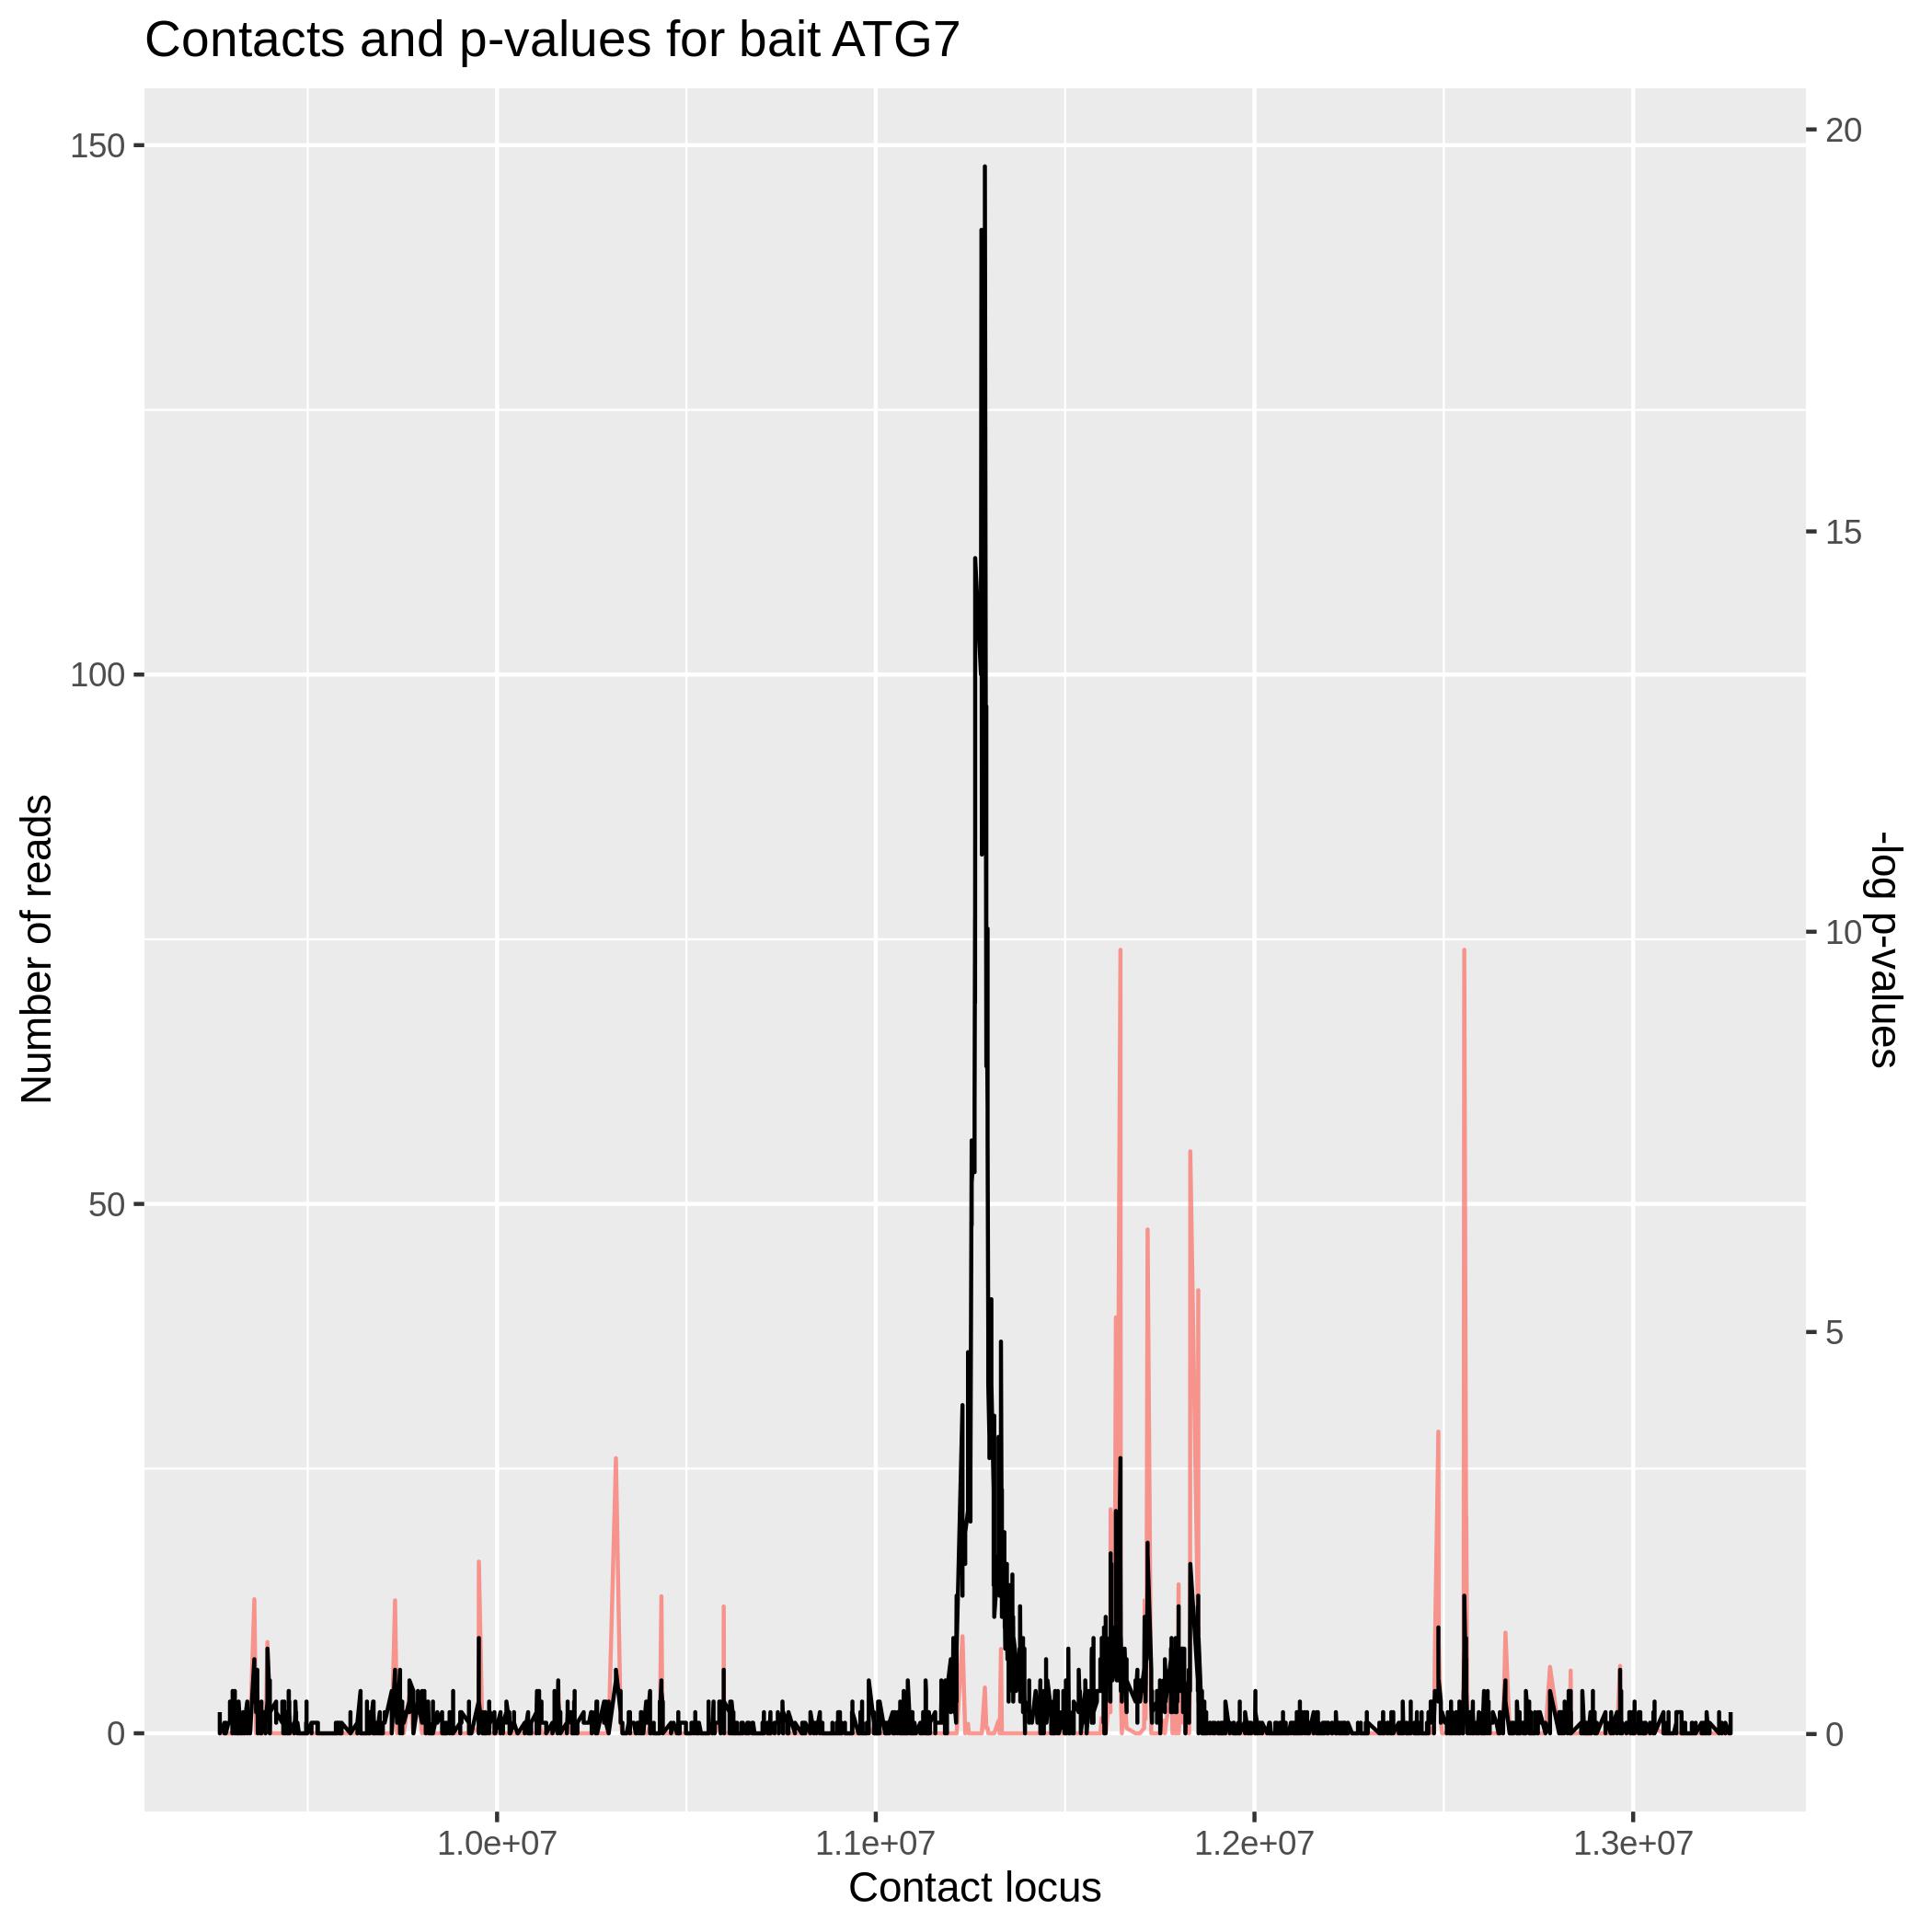 Contacts and p-values for bait ATG7
150
100
50
0
Number of reads
20
15
10
5
0
-log p-values
1.0e+07
1.1e+07
1.2e+07
1.3e+07
Contact locus